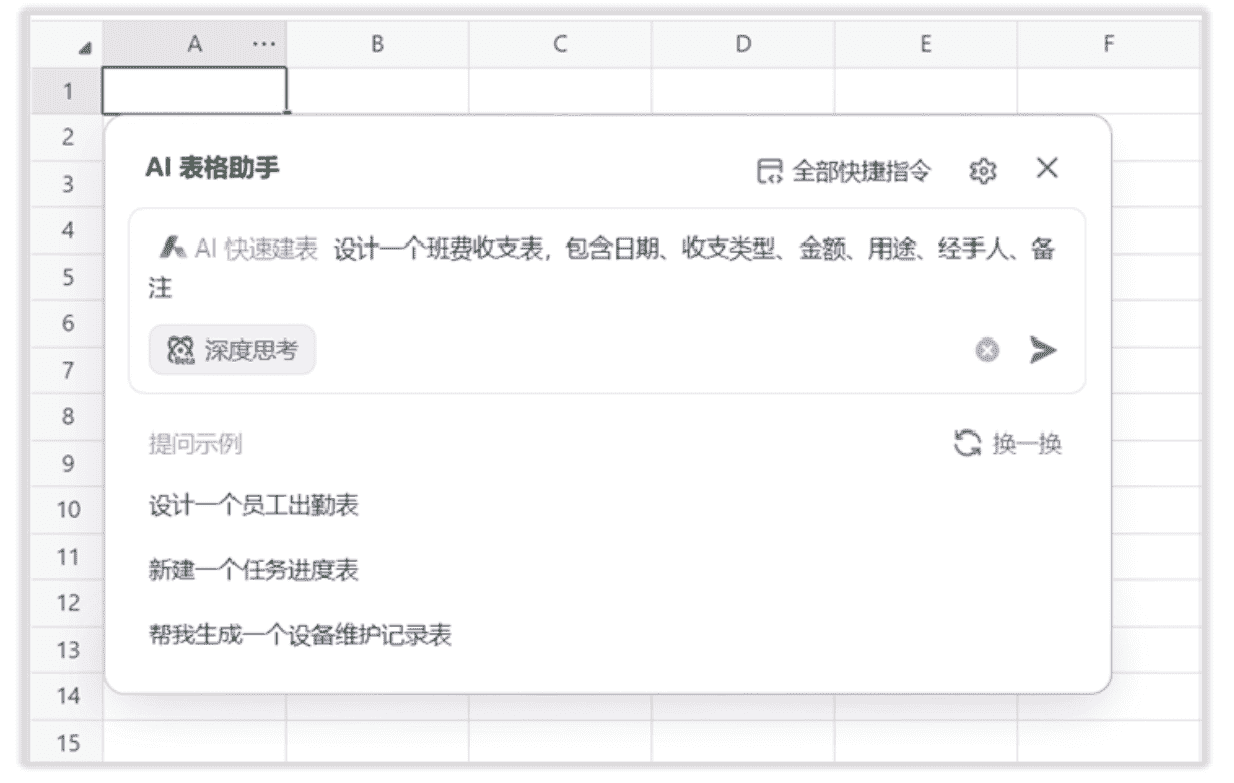 A ... B C D E F
1
2
AI 表格助手 全部快捷指令
3
4
AI 快速建表 设计一个班费收支表，包含日期、收支类型、金额、用途、经手人、备
5
注
6
Beta 深度思考
7
8
提问示例 换一换
9
10
设计一个员工出勤表
11
新建一个任务进度表
12
13
帮我生成一个设备维护记录表
14
15